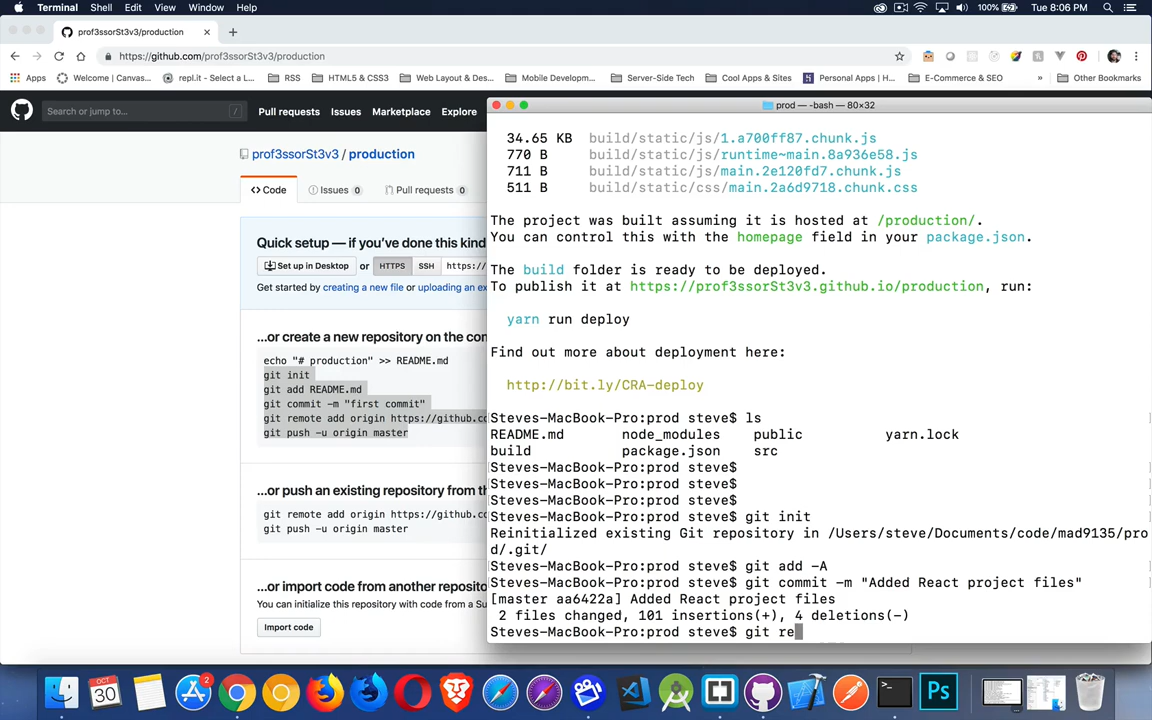 Terminal Shell Edit View Window Help 100% Tue 8:06 PM
prof3ssorSt3v3/production
https://github.com/prof3ssorSt3v3/production
Apps Welcome | Canvas... repl.it - Select a L... RSS HTML5 & CSS3 Web Layout & Des... Mobile Developm... Server-Side Tech Cool Apps & Sites Personal Apps | H... E-Commerce & SEO » Other Bookmarks
Search or jump to... / Pull requests Issues Marketplace Explore
prof3ssorSt3v3 / production
Code Issues 0 Pull requests 0
Quick setup — if you've done this kind
Set up in Desktop or HTTPS SSH https://
Get started by creating a new file or uploading an ex
...or create a new repository on the com
echo "# production" >> README.md
git init
git add README.md
git commit -m "first commit"
git remote add origin https://github.co
git push -u origin master
...or push an existing repository from th
git remote add origin https://github.co
git push -u origin master
...or import code from another reposito
You can initialize this repository with code from a Su
Import code
prod — -bash — 80×32
34.65 KB build/static/js/1.a700ff87.chunk.js
770 B build/static/js/runtime~main.8a936e58.js
711 B build/static/js/main.2e120fd7.chunk.js
511 B build/static/css/main.2a6d9718.chunk.css
The project was built assuming it is hosted at /production/.
You can control this with the homepage field in your package.json.
The build folder is ready to be deployed.
To publish it at https://prof3ssorSt3v3.github.io/production, run:
yarn run deploy
Find out more about deployment here:
http://bit.ly/CRA-deploy
Steves-MacBook-Pro:prod steve$ ls
README.md node_modules public yarn.lock
build package.json src
Steves-MacBook-Pro:prod steve$
Steves-MacBook-Pro:prod steve$
Steves-MacBook-Pro:prod steve$
Steves-MacBook-Pro:prod steve$ git init
Reinitialized existing Git repository in /Users/steve/Documents/code/mad9135/pro
d/.git/
Steves-MacBook-Pro:prod steve$ git add -A
Steves-MacBook-Pro:prod steve$ git commit -m "Added React project files"
[master aa6422a] Added React project files
2 files changed, 101 insertions(+), 4 deletions(-)
Steves-MacBook-Pro:prod steve$ git re
OCT
30
2
Ps